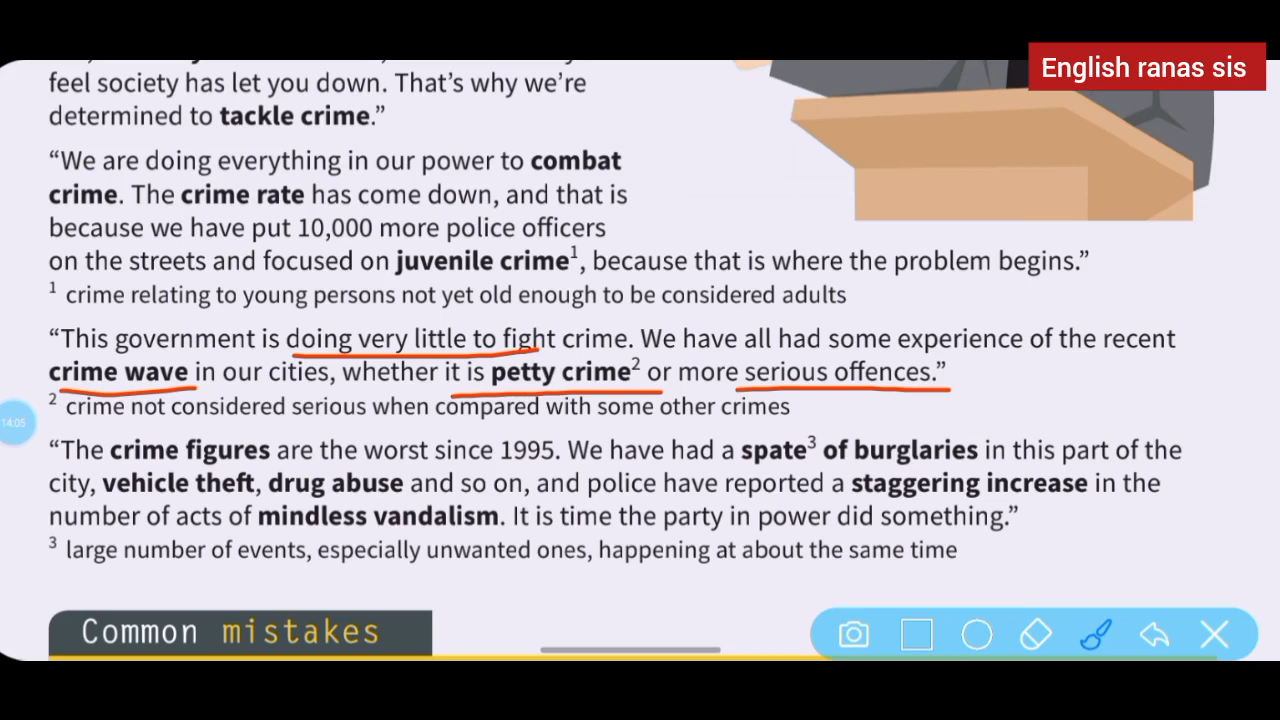 English ranas sis
feel society has let you down. That's why we're
determined to tackle crime."
"We are doing everything in our power to combat
crime. The crime rate has come down, and that is
because we have put 10,000 more police officers
on the streets and focused on juvenile crime¹, because that is where the problem begins."
¹ crime relating to young persons not yet old enough to be considered adults
"This government is doing very little to fight crime. We have all had some experience of the recent
crime wave in our cities, whether it is petty crime² or more serious offences."
² crime not considered serious when compared with some other crimes
14:05
"The crime figures are the worst since 1995. We have had a spate³ of burglaries in this part of the
city, vehicle theft, drug abuse and so on, and police have reported a staggering increase in the
number of acts of mindless vandalism. It is time the party in power did something."
³ large number of events, especially unwanted ones, happening at about the same time
Common mistakes